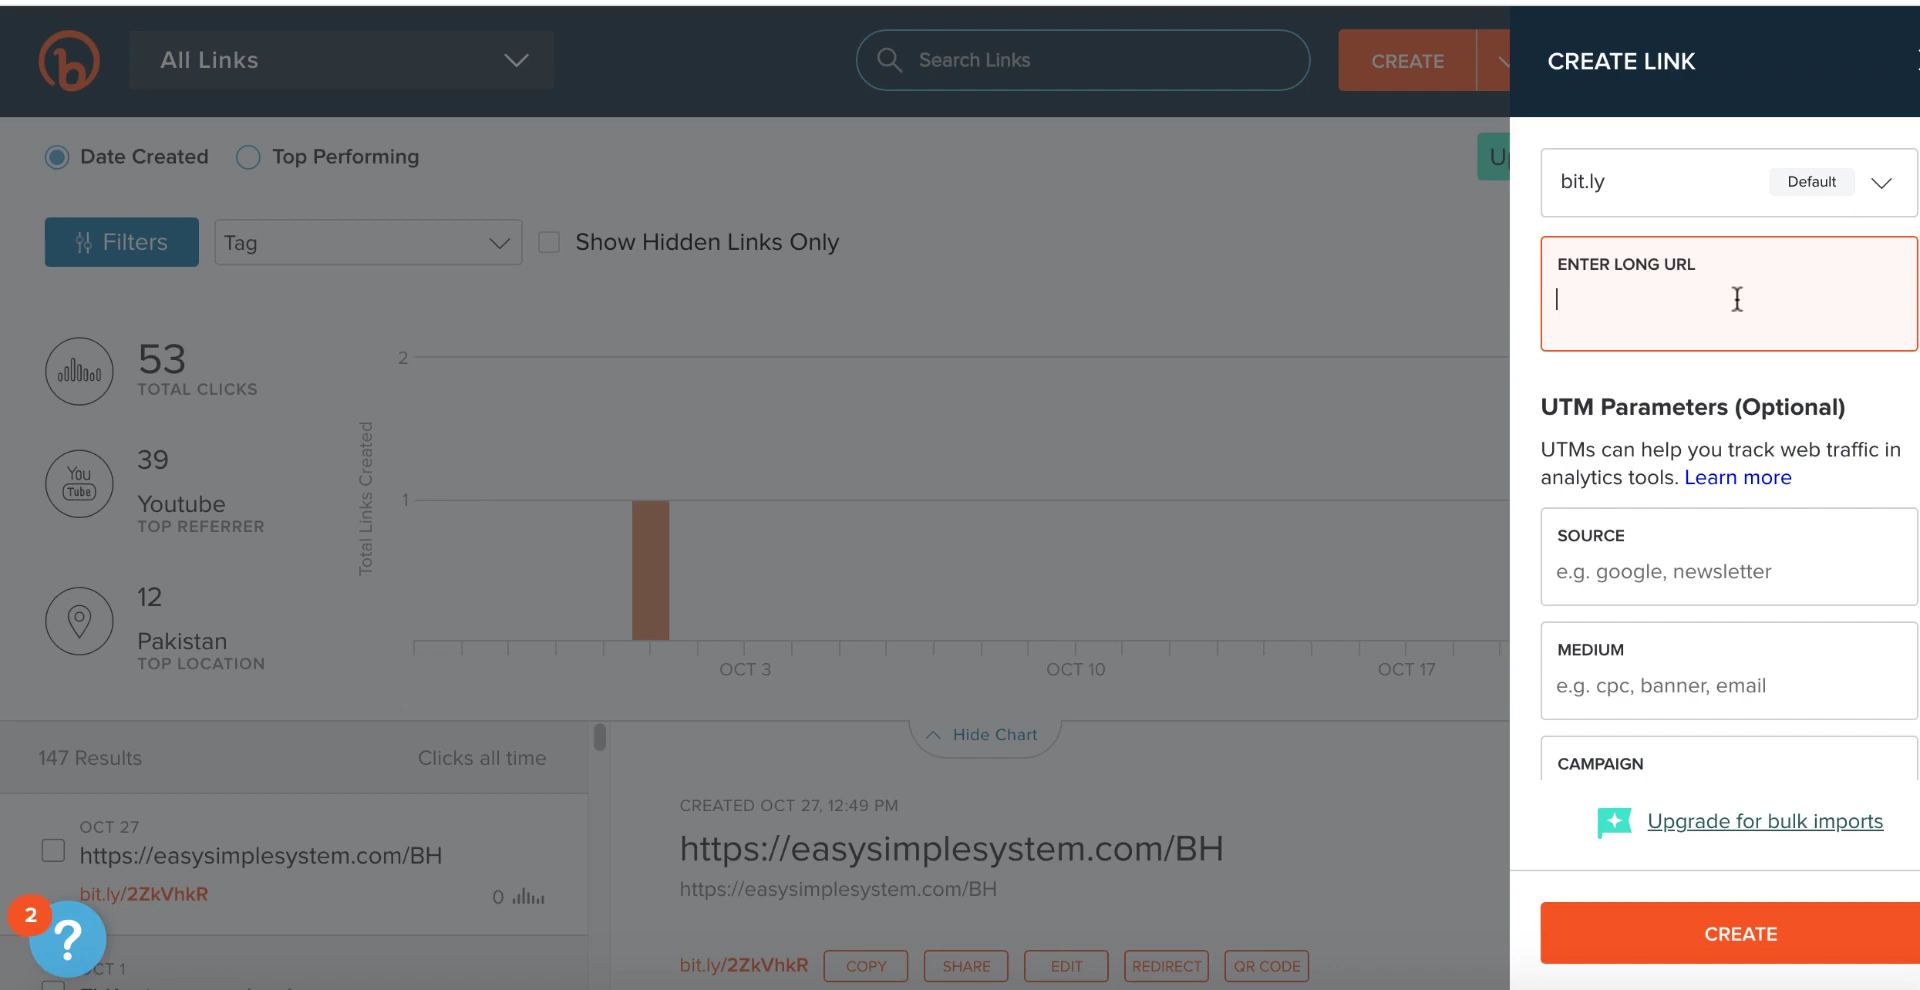 All Links
Search Links
CREATE
CREATE LINK
Date Created
Top Performing
Filters
Tag
Show Hidden Links Only
53
TOTAL CLICKS
You
Tube
39
Youtube
TOP REFERRER
12
Pakistan
TOP LOCATION
Total Links Created
2
1
OCT 3
OCT 10
OCT 17
Hide Chart
147 Results
Clicks all time
OCT 27
https://easysimplesystem.com/BH
bit.ly/2ZkVhkR
0
2
?
OCT 1
CREATED OCT 27, 12:49 PM
https://easysimplesystem.com/BH
https://easysimplesystem.com/BH
bit.ly/2ZkVhkR
COPY
SHARE
EDIT
REDIRECT
QR CODE
bit.ly
Default
ENTER LONG URL
UTM Parameters (Optional)
UTMs can help you track web traffic in
analytics tools. Learn more
SOURCE
e.g. google, newsletter
MEDIUM
e.g. cpc, banner, email
CAMPAIGN
Upgrade for bulk imports
CREATE